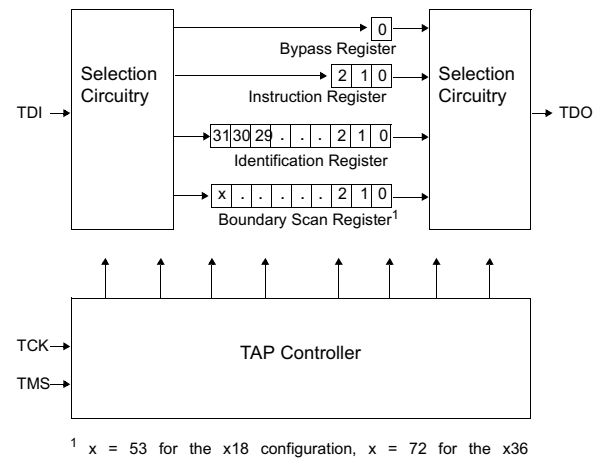 0
Bypass Register
Selection
Circuitry
2 1 0
Selection
Circuitry
Instruction Register
TDI
TDO
31 30 29 . . . 2 1 0
Identification Register
x . . . . . 2 1 0
Boundary Scan Register1
TCK
TAP Controller
TMS
1 x = 53 for the x18 configuration, x = 72 for the x36